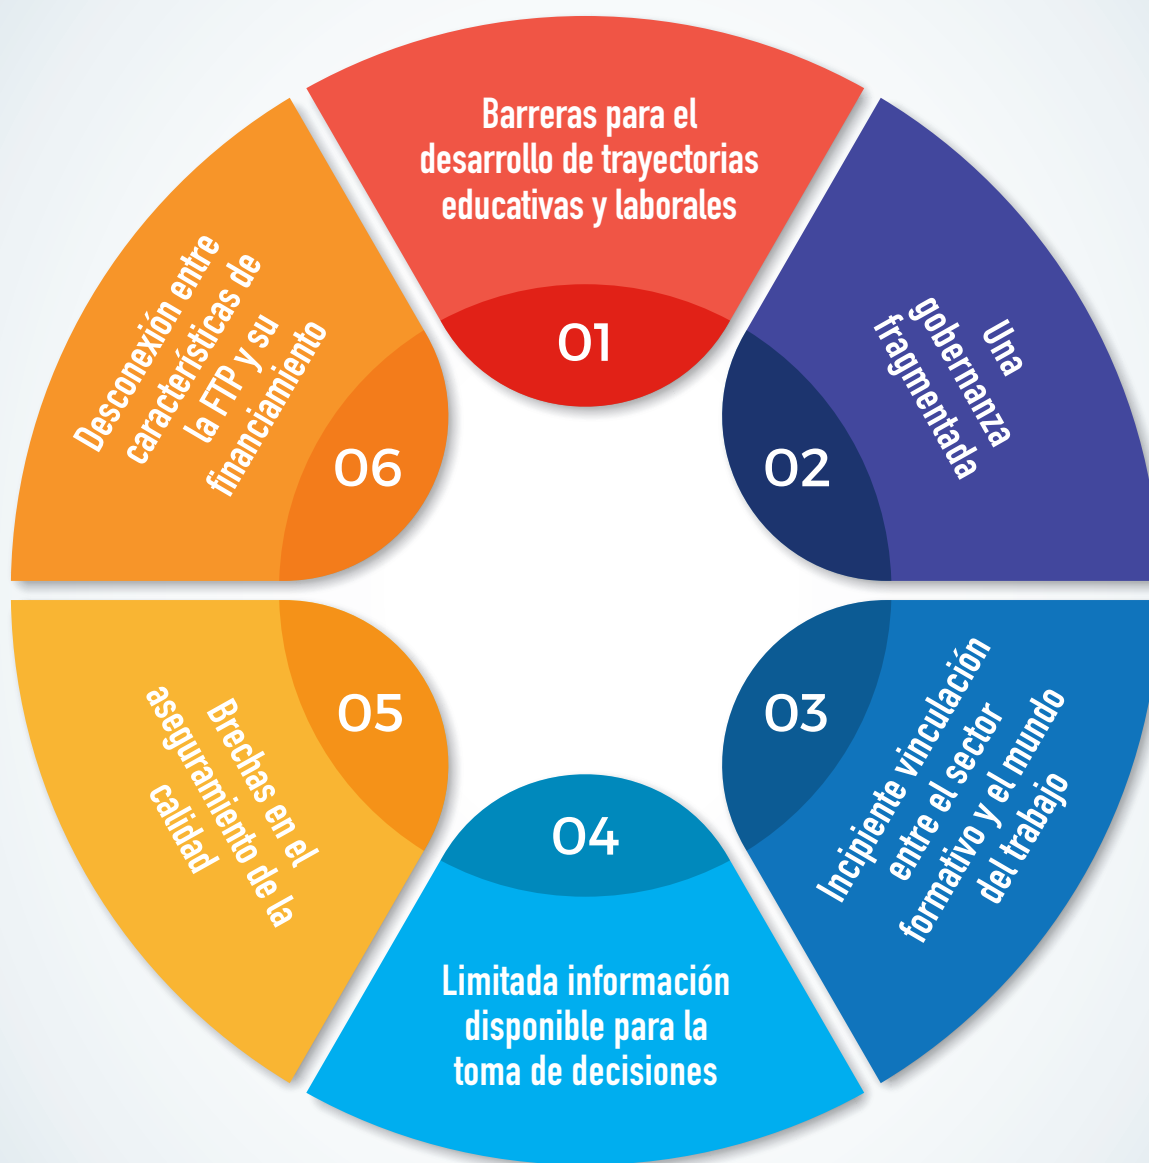 Barreras para el
desarrollo de trayectorias
educativas y laborales
01
Una
gobernanza
fragmentada
02
Incipiente vinculación
entre el sector
formativo y el mundo
del trabajo
03
04
Limitada información
disponible para la
toma de decisiones
05
Brechas en el
aseguramiento de la
calidad
06
Desconexión entre
características de
la FTP y su
financiamiento